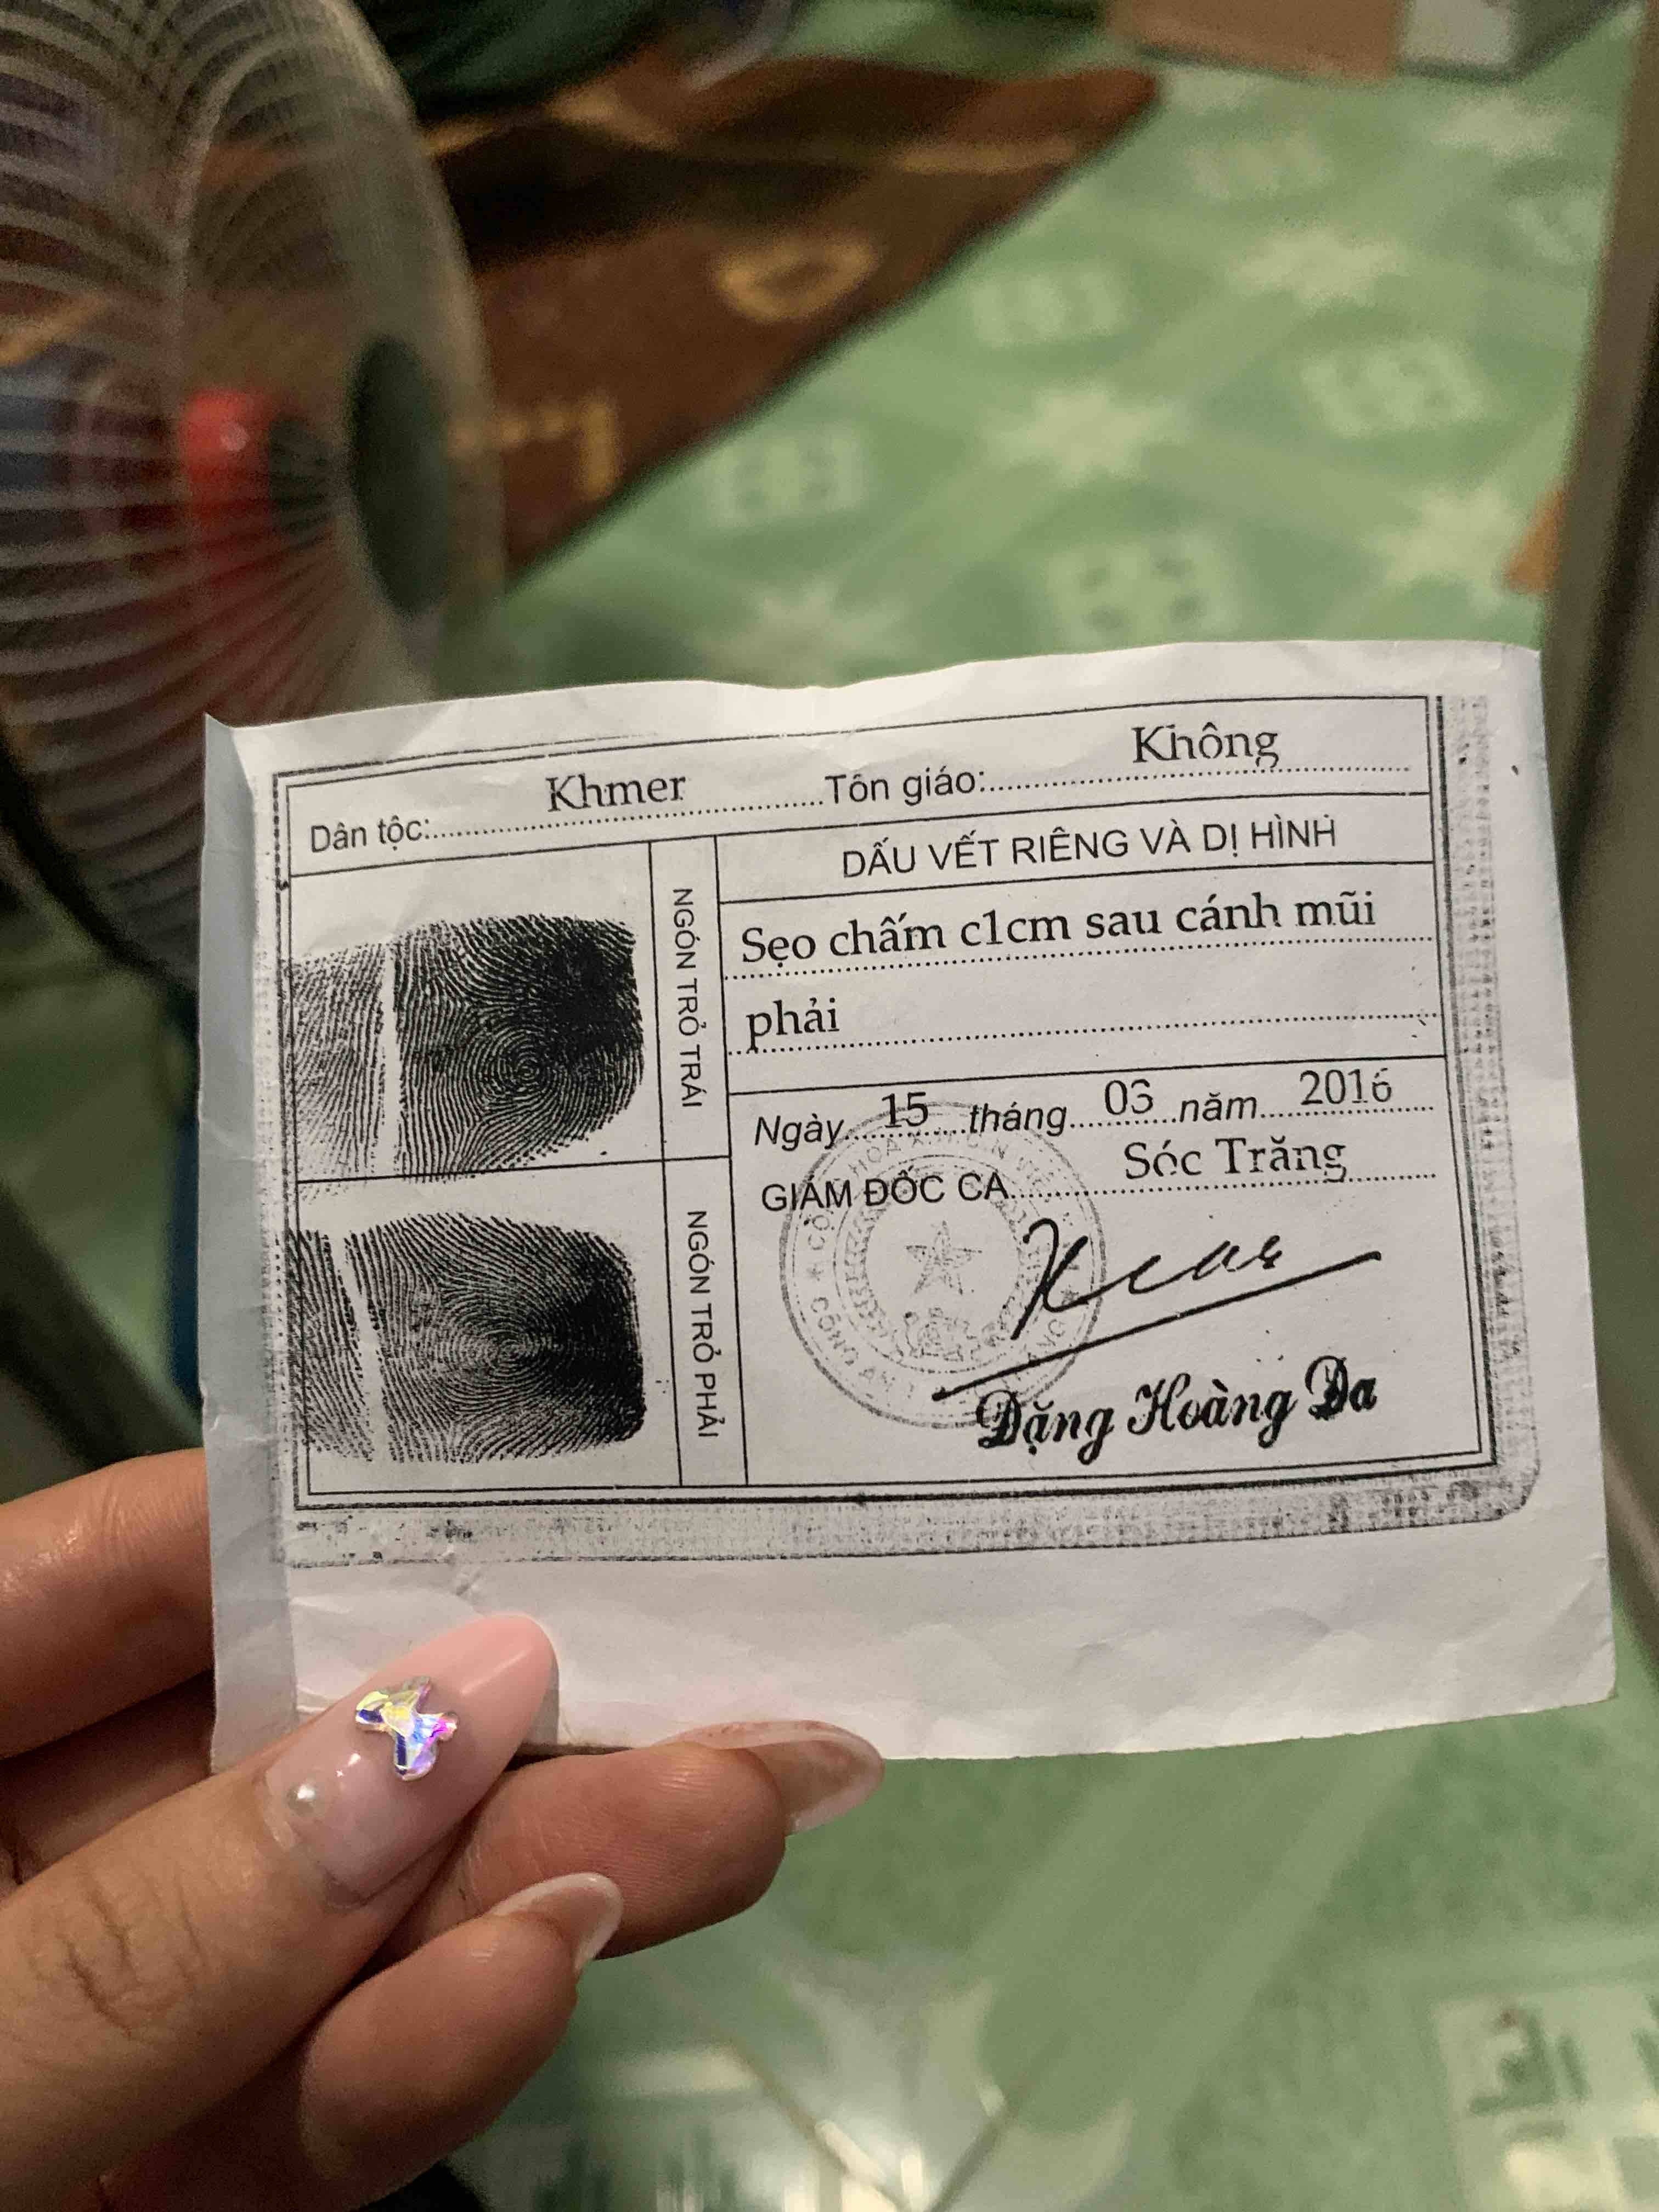 Dân tộc: Khmer Tôn giáo: Không
DẤU VẾT RIÊNG VÀ DỊ HÌNH
NGÓN TRỎ TRÁI
Sẹo chấm c1cm sau cánh mũi
phải
Ngày 15 tháng 03 năm 2016
GIÁM ĐỐC CA Sóc Trăng
NGÓN TRỎ PHẢI
CÔNG AN
Đặng Hoàng Đa